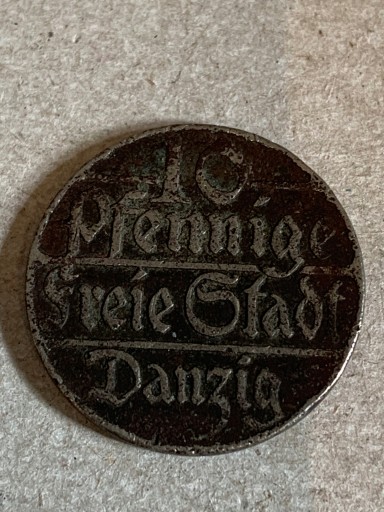 10
Pfennige
Freie Stadt
Danzig